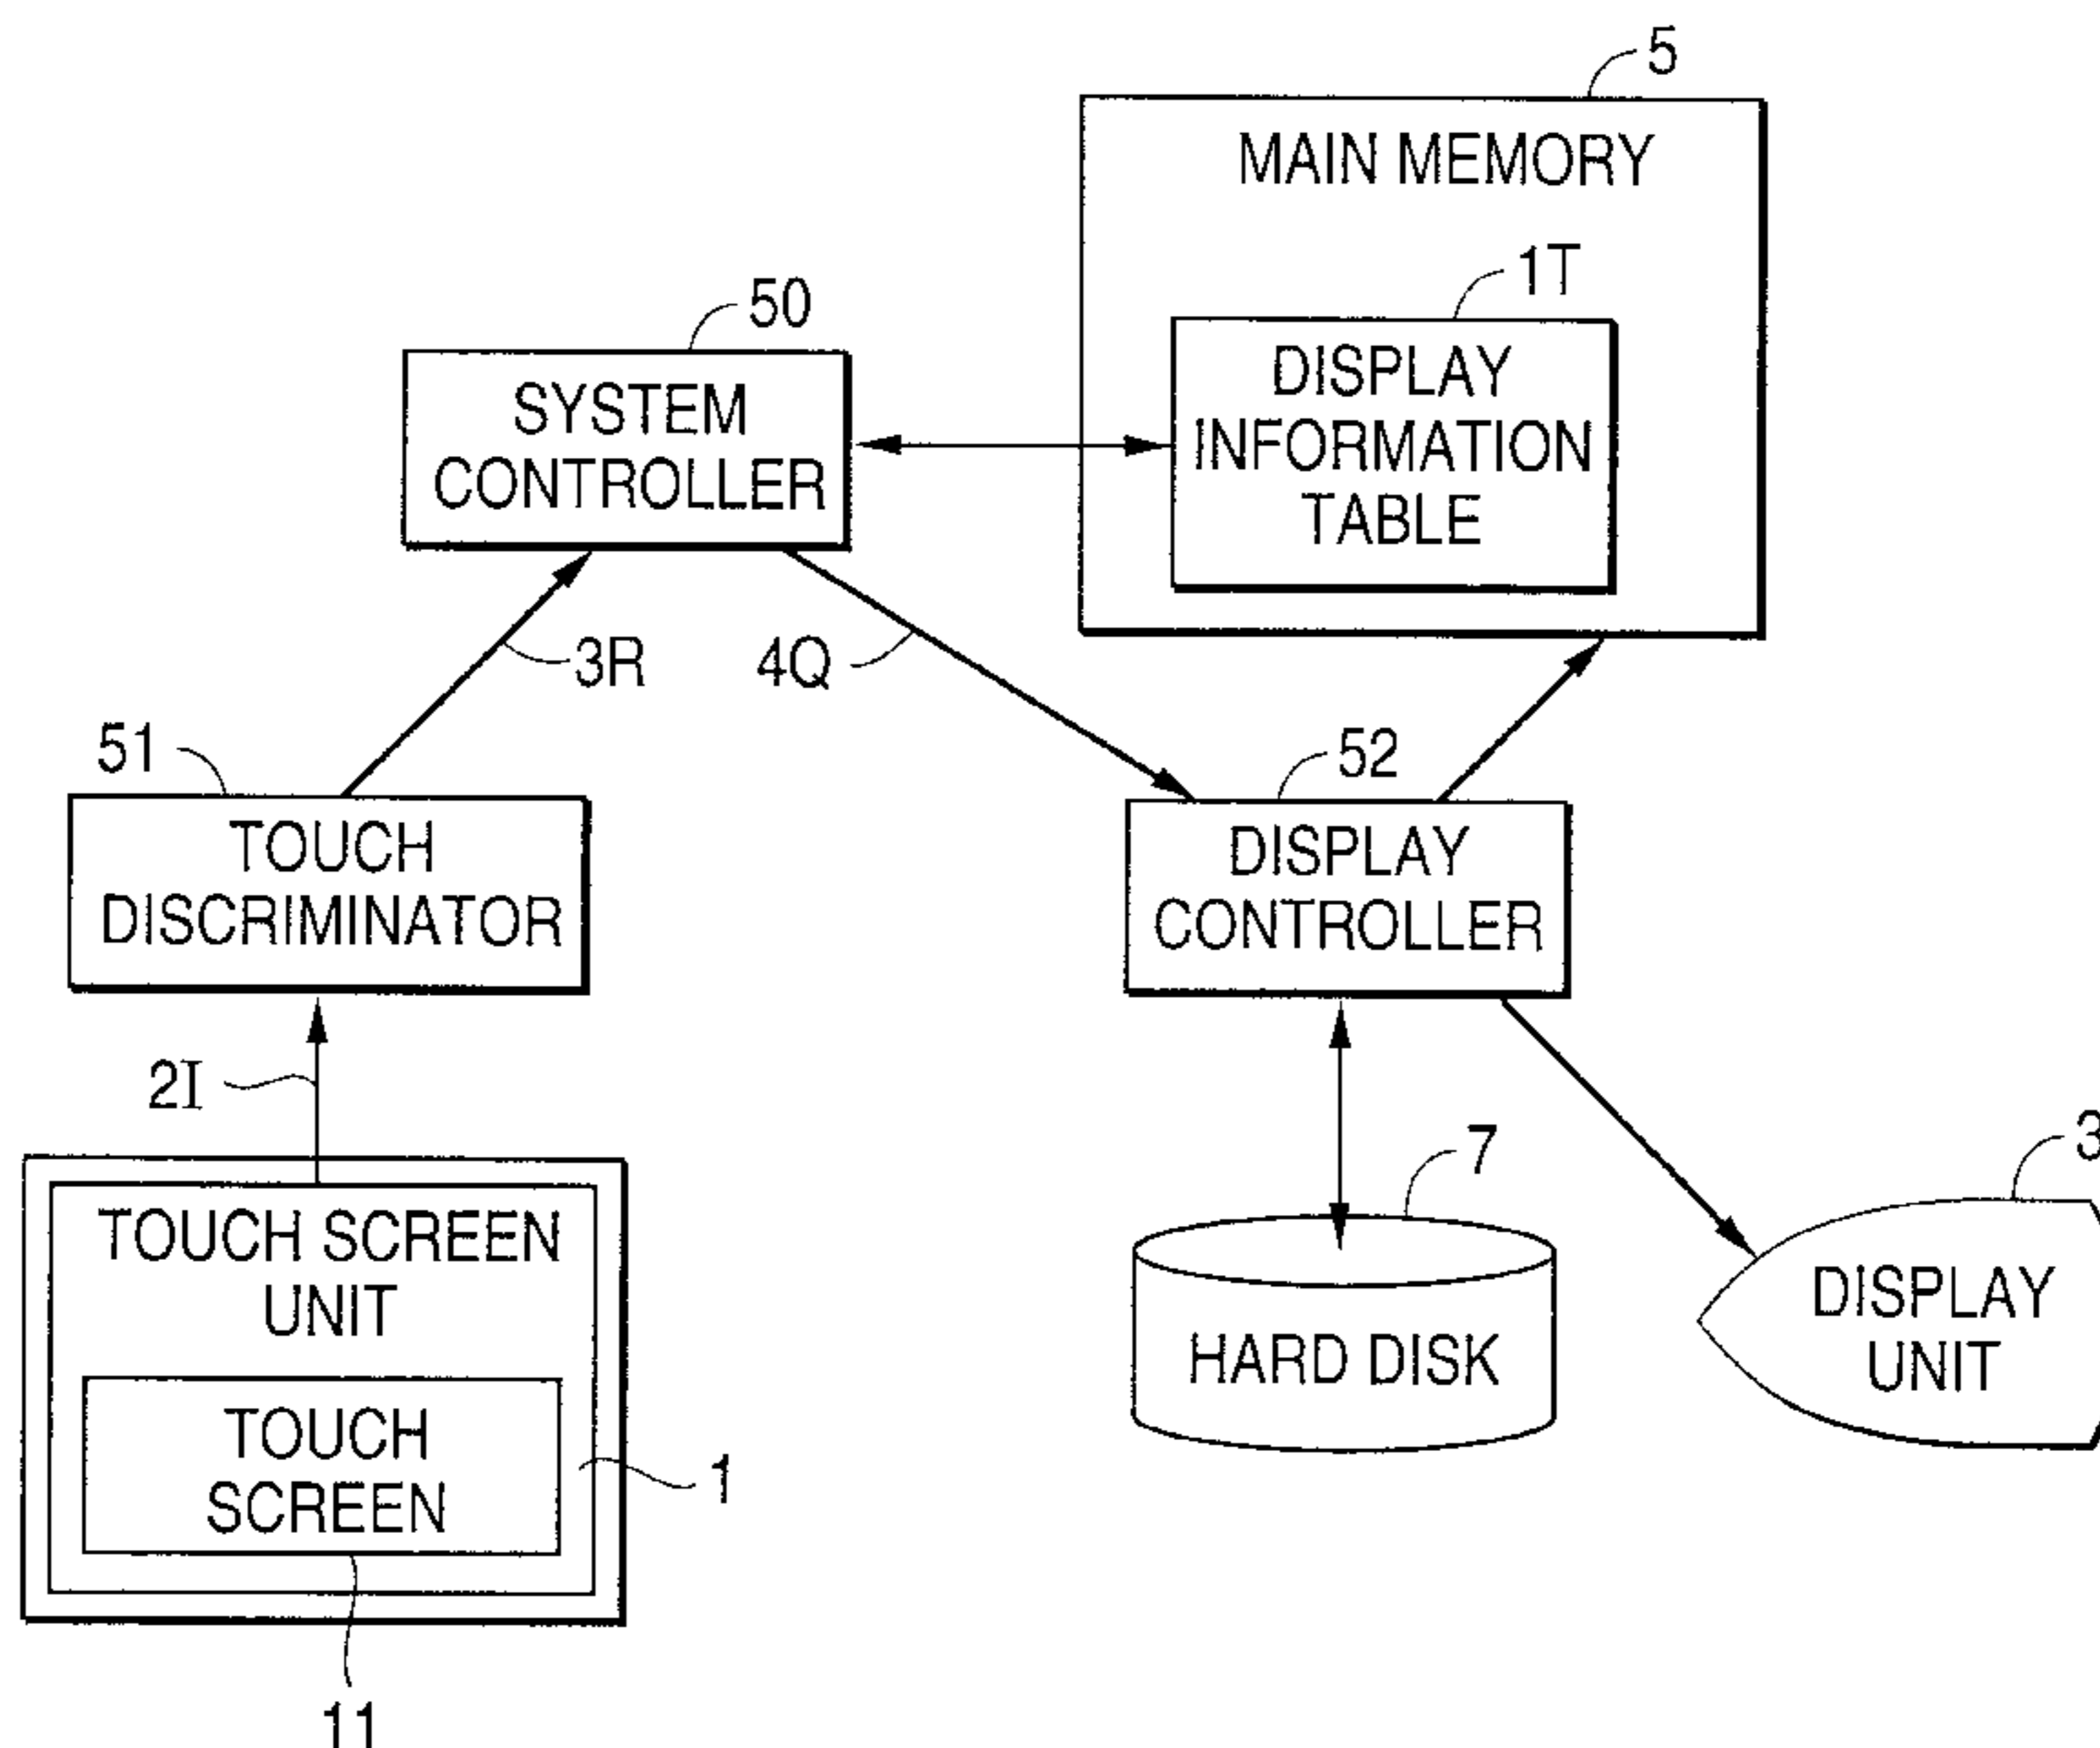 5
MAIN MEMORY
1T
50
DISPLAY
INFORMATION
TABLE
SYSTEM
CONTROLLER
3R
4Q
51
52
TOUCH
DISCRIMINATOR
DISPLAY
CONTROLLER
2I
7
3
TOUCH SCREEN
UNIT
DISPLAY
UNIT
HARD DISK
TOUCH
SCREEN
1
11